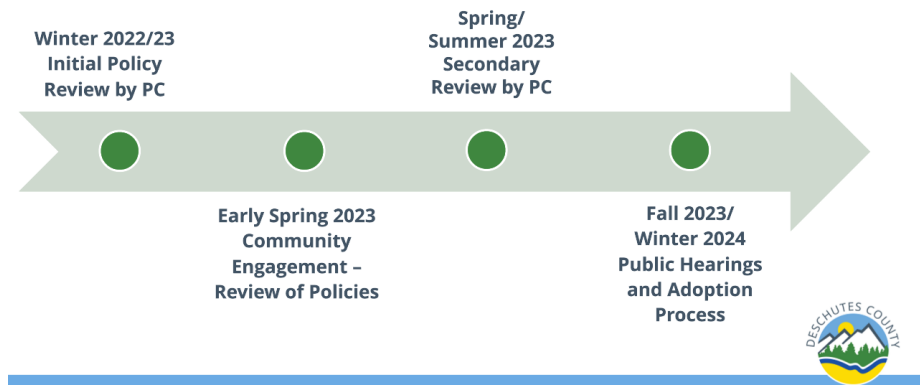 Winter 2022/23
Initial Policy
Review by PC
Early Spring 2023
Community
Engagement –
Review of Policies
Spring/
Summer 2023
Secondary
Review by PC
Fall 2023/
Winter 2024
Public Hearings
and Adoption
Process
DESCHUTES COUNTY